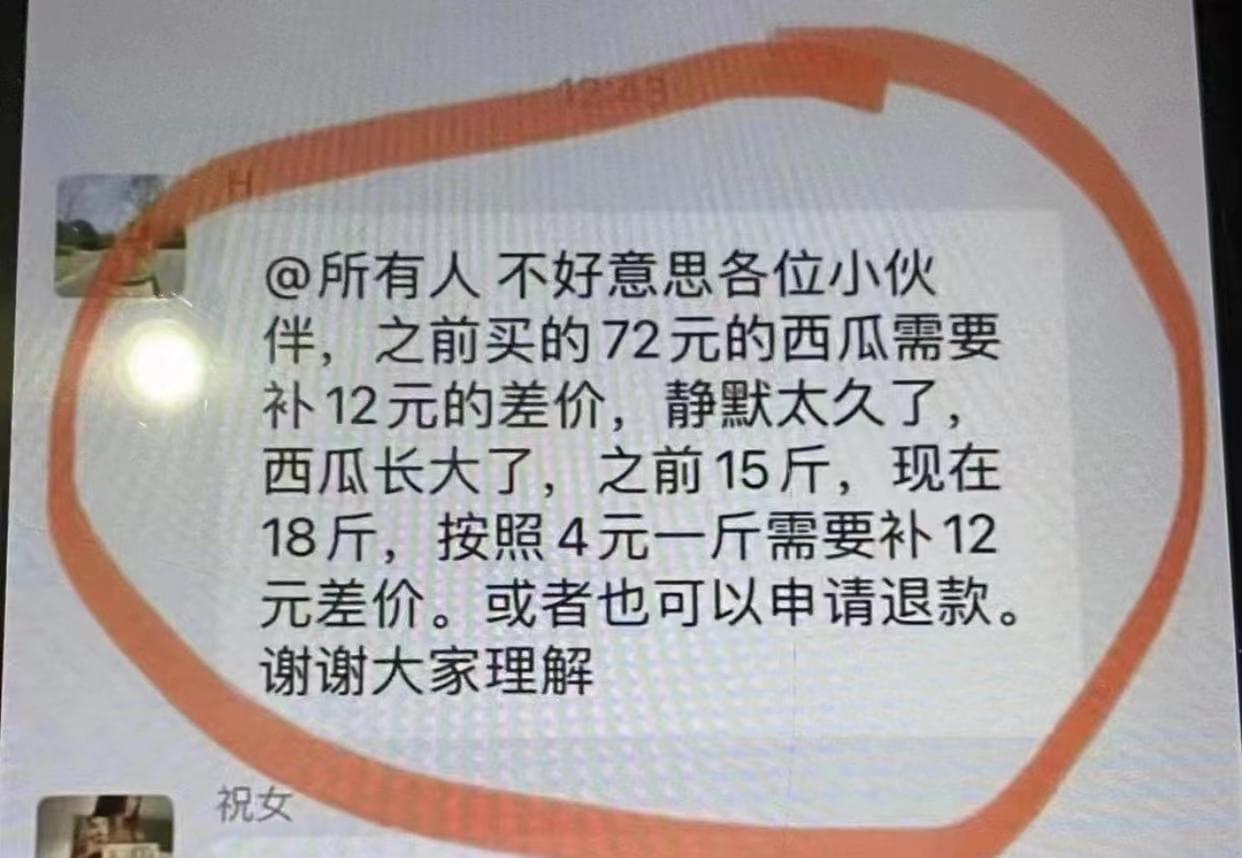 12:43
H
@所有人 不好意思各位小伙
伴，之前买的72元的西瓜需要
补12元的差价，静默太久了，
西瓜长大了，之前15斤，现在
18斤，按照4元一斤需要补12
元差价。或者也可以申请退款。
谢谢大家理解
祝女